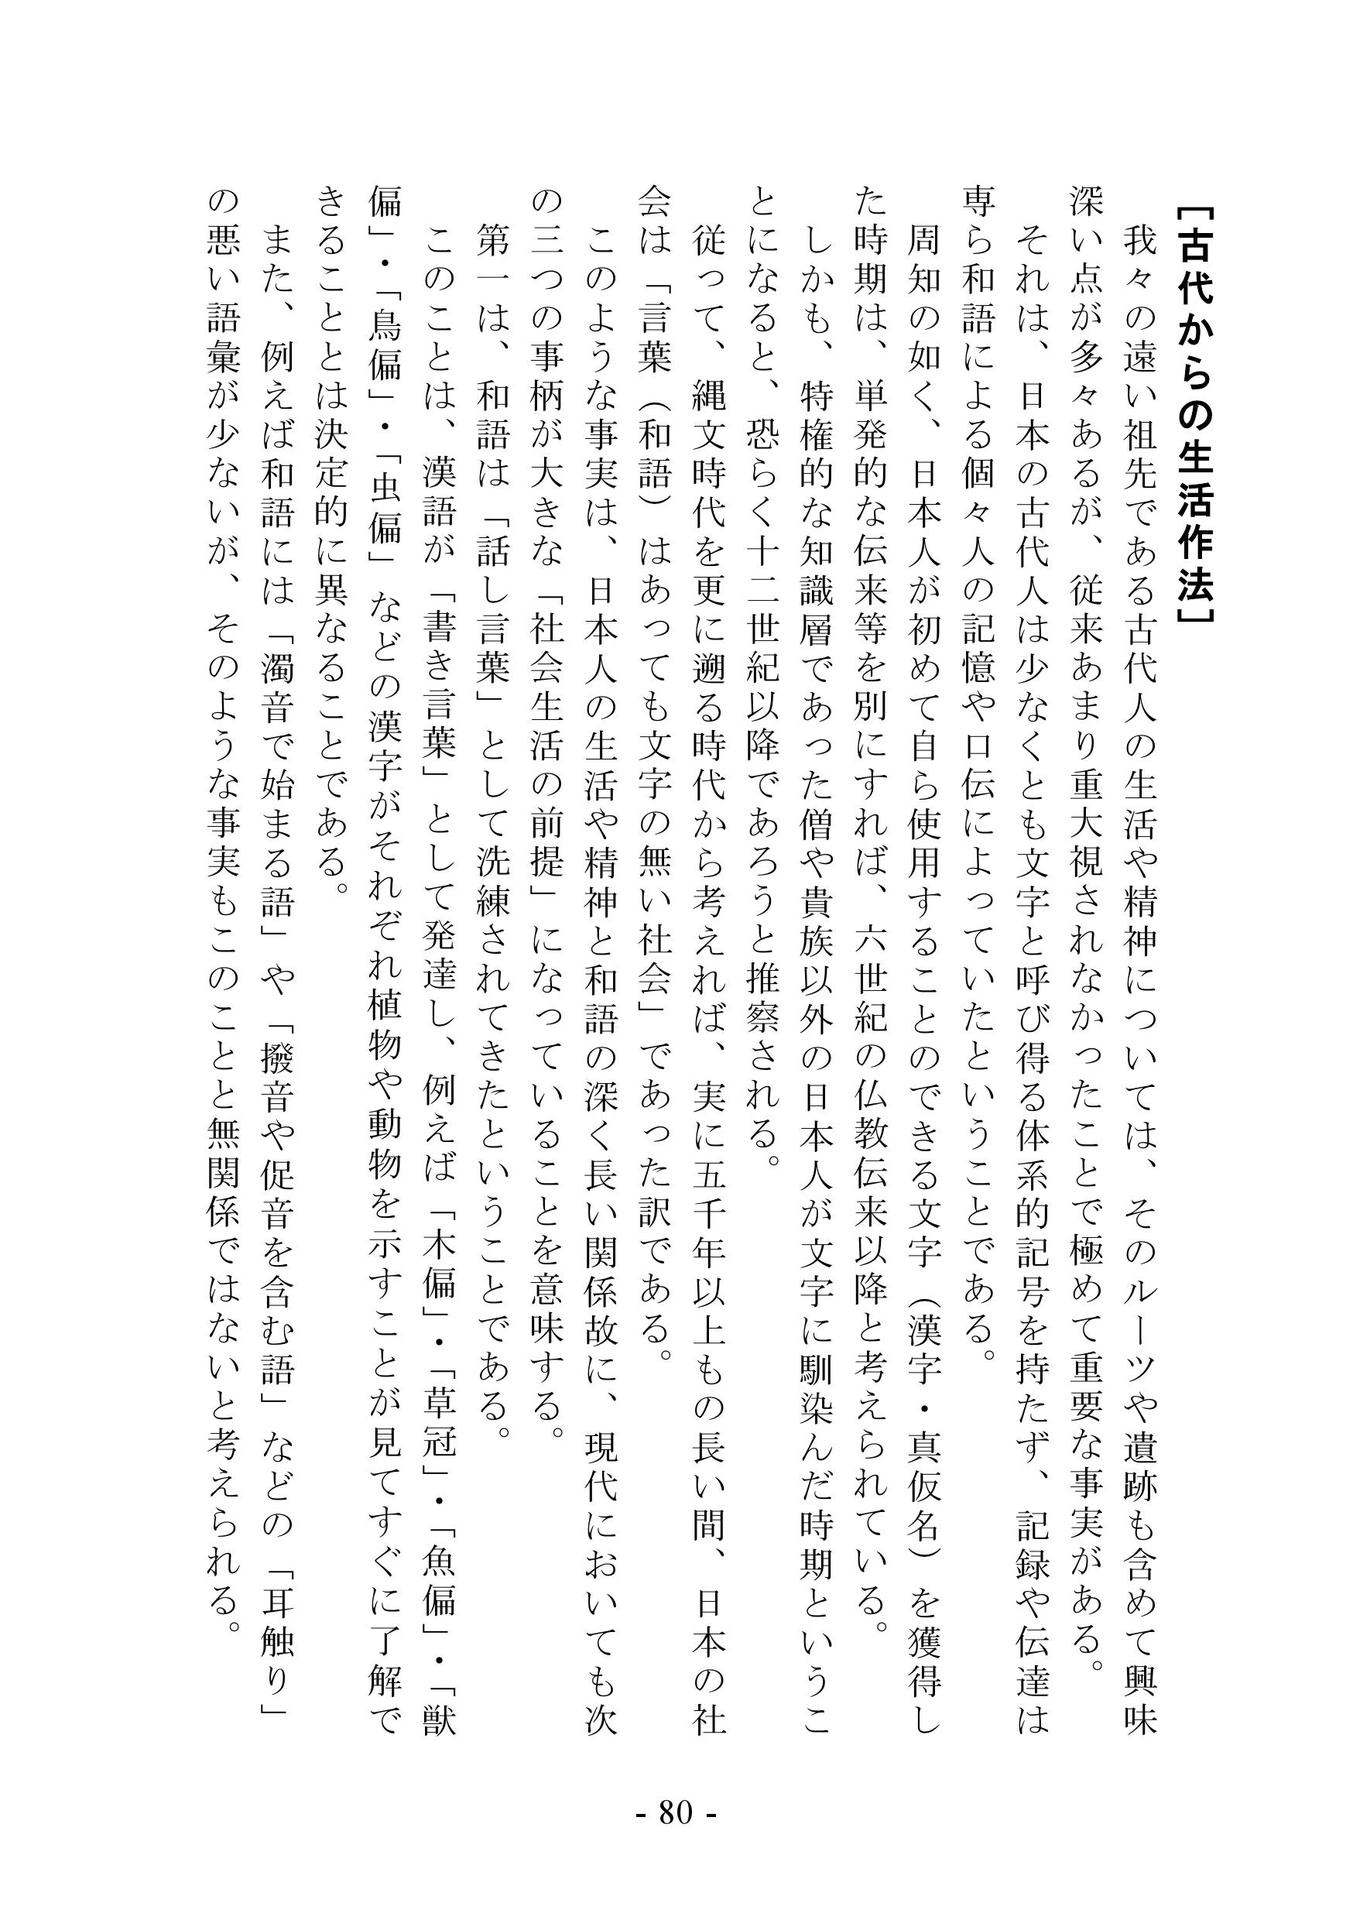 ［古代からの生活作法］
我々の遠い祖先である古代人の生活や精神については、そのルーツや遺跡も含めて興味
深い点が多々あるが、従来あまり重大視されなかったことで極めて重要な事実がある。
それは、日本の古代人は少なくとも文字と呼び得る体系的記号を持たず、記録や伝達は
専ら和語による個々人の記憶や口伝によっていたということである。
周知の如く、日本人が初めて自ら使用することのできる文字（漢字・真仮名）を獲得し
た時期は、単発的な伝来等を別にすれば、六世紀の仏教伝来以降と考えられている。
しかも、特権的な知識層であった僧や貴族以外の日本人が文字に馴染んだ時期というこ
とになると、恐らく十二世紀以降であろうと推察される。
従って、縄文時代を更に遡る時代から考えれば、実に五千年以上もの長い間、日本の社
会は「言葉（和語）はあっても文字の無い社会」であった訳である。
このような事実は、日本人の生活や精神と和語の深く長い関係故に、現代においても次
の三つの事柄が大きな「社会生活の前提」になっていることを意味する。
第一は、和語は「話し言葉」として洗練されてきたということである。
このことは、漢語が「書き言葉」として発達し、例えば「木偏」・「草冠」・「魚偏」・「獣
偏」・「鳥偏」・「虫偏」などの漢字がそれぞれ植物や動物を示すことが見てすぐに了解で
きることとは決定的に異なることである。
また、例えば和語には「濁音で始まる語」や「撥音や促音を含む語」などの「耳触り」
の悪い語彙が少ないが、そのような事実もこのことと無関係ではないと考えられる。
- 80 -